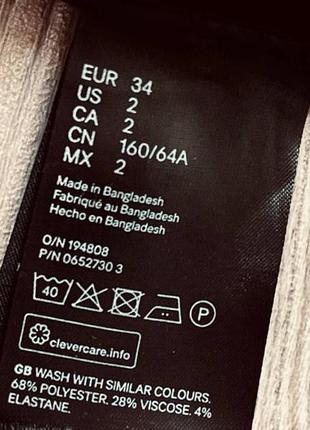 EUR 34
US 2
CA 2
CN 160/64A
MX 2
Made in Bangladesh
Fabriqué au Bangladesh
Hecho en Bangladesh
O/N 194808
P/N 0652730 3
40 P
clevercare.info
GB WASH WITH SIMILAR COLOURS.
68% POLYESTER. 28% VISCOSE. 4%
ELASTANE.